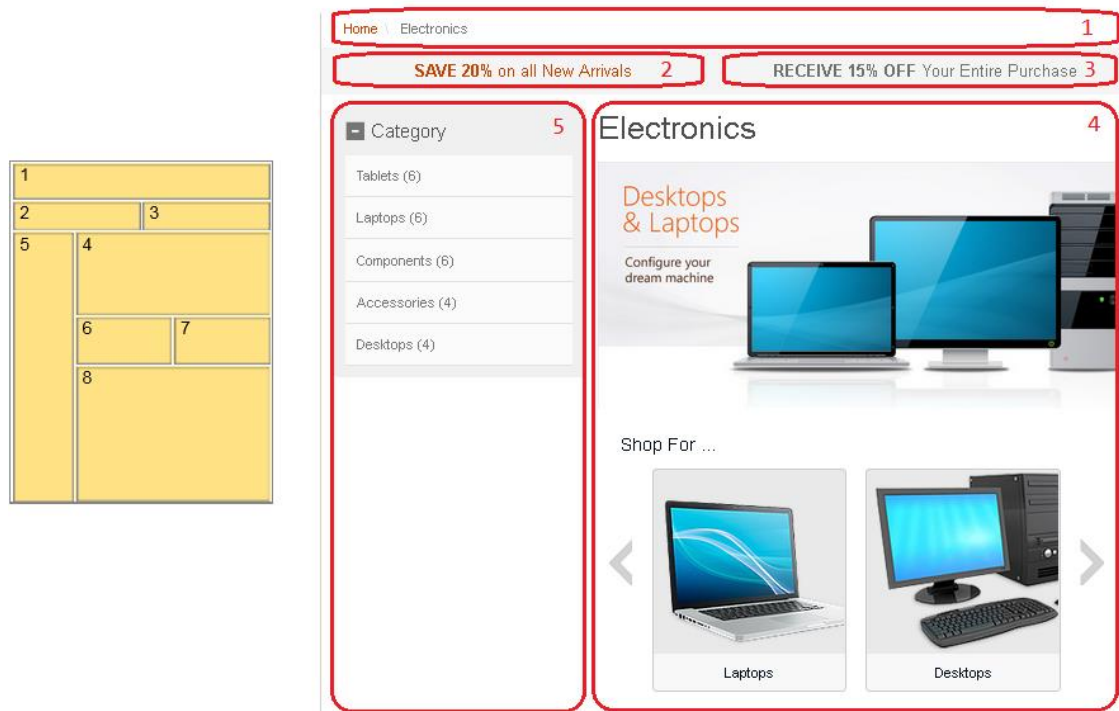 1
2 3
5 4
6 7
8
Home \ Electronics 1
SAVE 20% on all New Arrivals 2
RECEIVE 15% OFF Your Entire Purchase 3
Category 5
Tablets (6)
Laptops (6)
Components (6)
Accessories (4)
Desktops (4)
Electronics 4
Desktops
& Laptops
Configure your
dream machine
Shop For ...
Laptops
Desktops